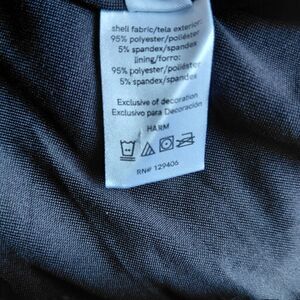 shell fabric/tela exterior:
95% polyester/poliéster
5% spandex/spandex
lining/forro:
95% polyester/poliéster
5% spandex/spandex
Exclusive of decoration
Exclusivo para Decoración
HARM
RN# 129406